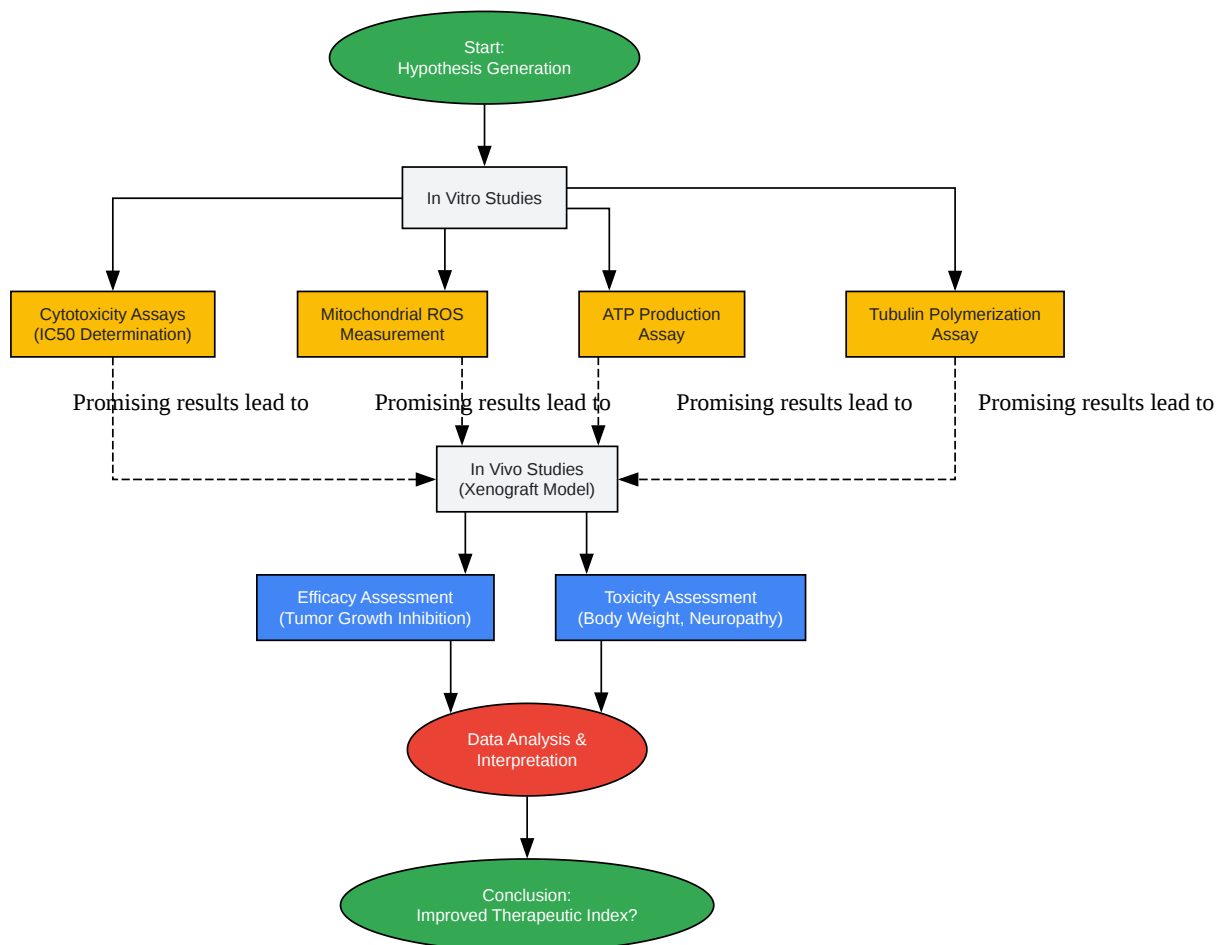 Start:
Hypothesis Generation
In Vitro Studies
Cytotoxicity Assays
(IC50 Determination)
Mitochondrial ROS
Measurement
ATP Production
Assay
Tubulin Polymerization
Assay
Promising results lead to
Promising results lead to
Promising results lead to
Promising results lead to
In Vivo Studies
(Xenograft Model)
Efficacy Assessment
(Tumor Growth Inhibition)
Toxicity Assessment
(Body Weight, Neuropathy)
Data Analysis &
Interpretation
Conclusion:
Improved Therapeutic Index?